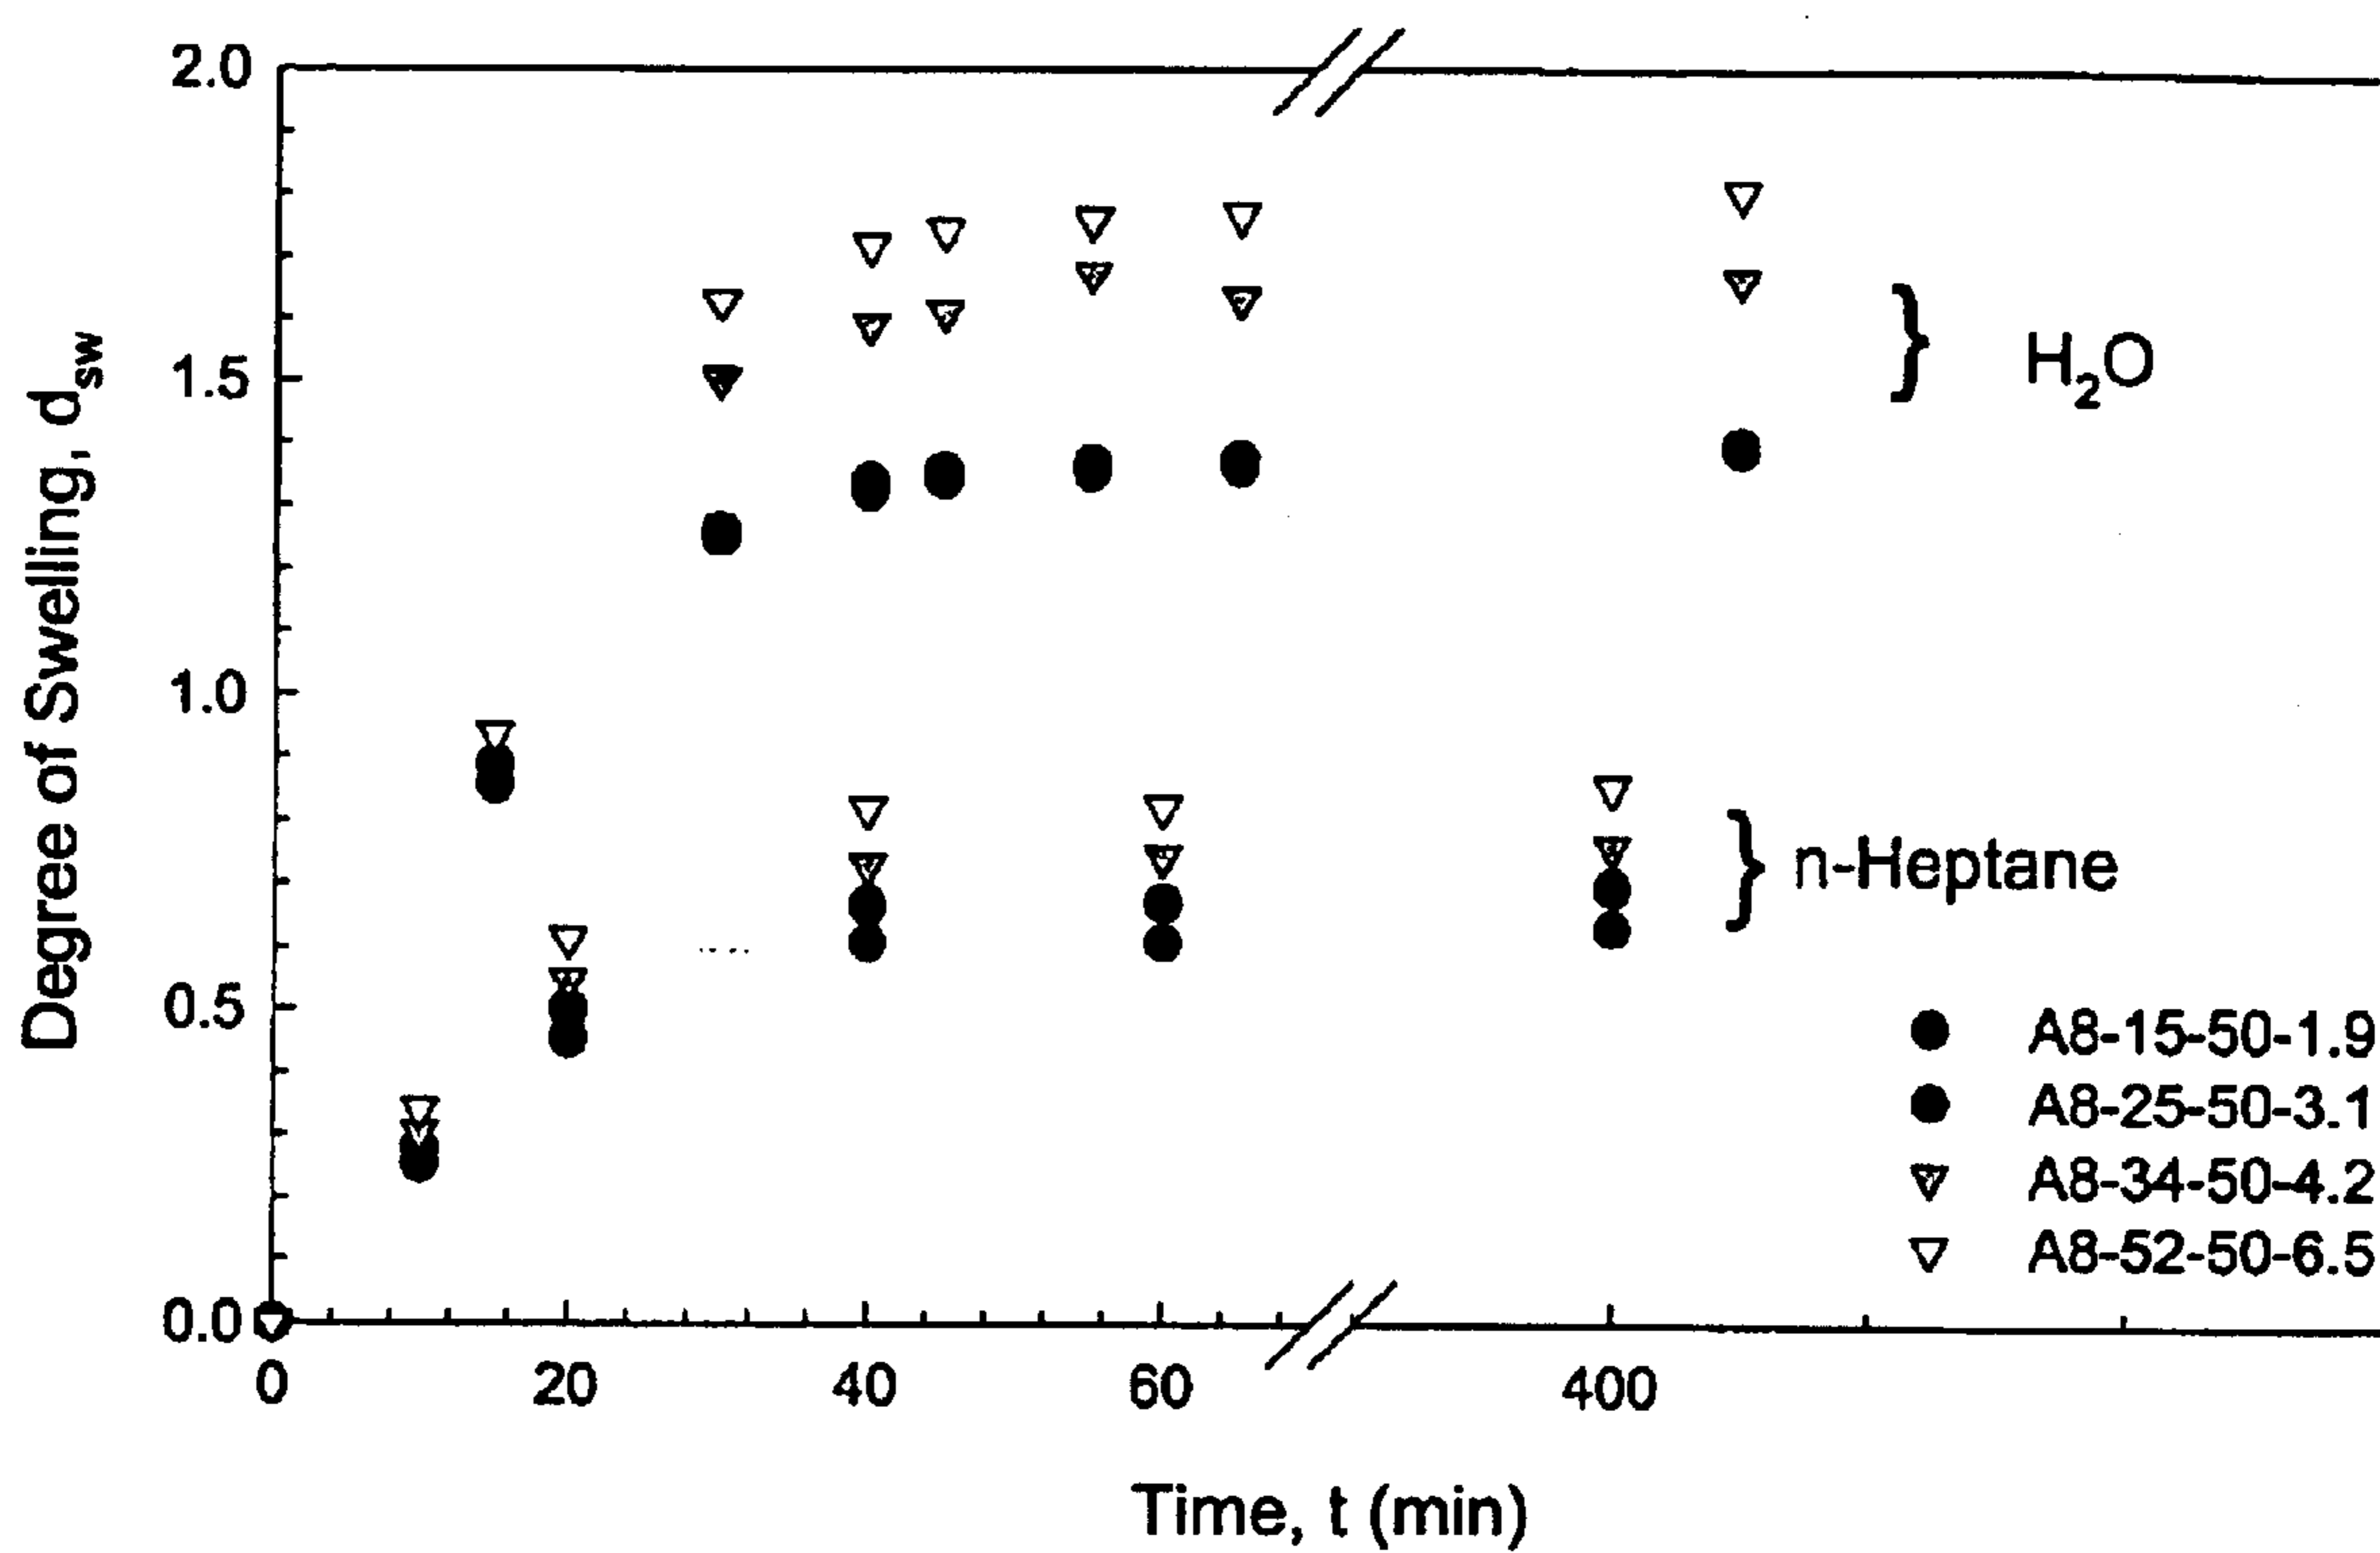 2.0
1.5
1.0
0.5
0.0
Degree of Swelling, d_sw
H₂O
n-Heptane
A8-15-50-1.9
A8-25-50-3.1
A8-34-50-4.2
A8-52-50-6.5
0 20 40 60 400
Time, t (min)